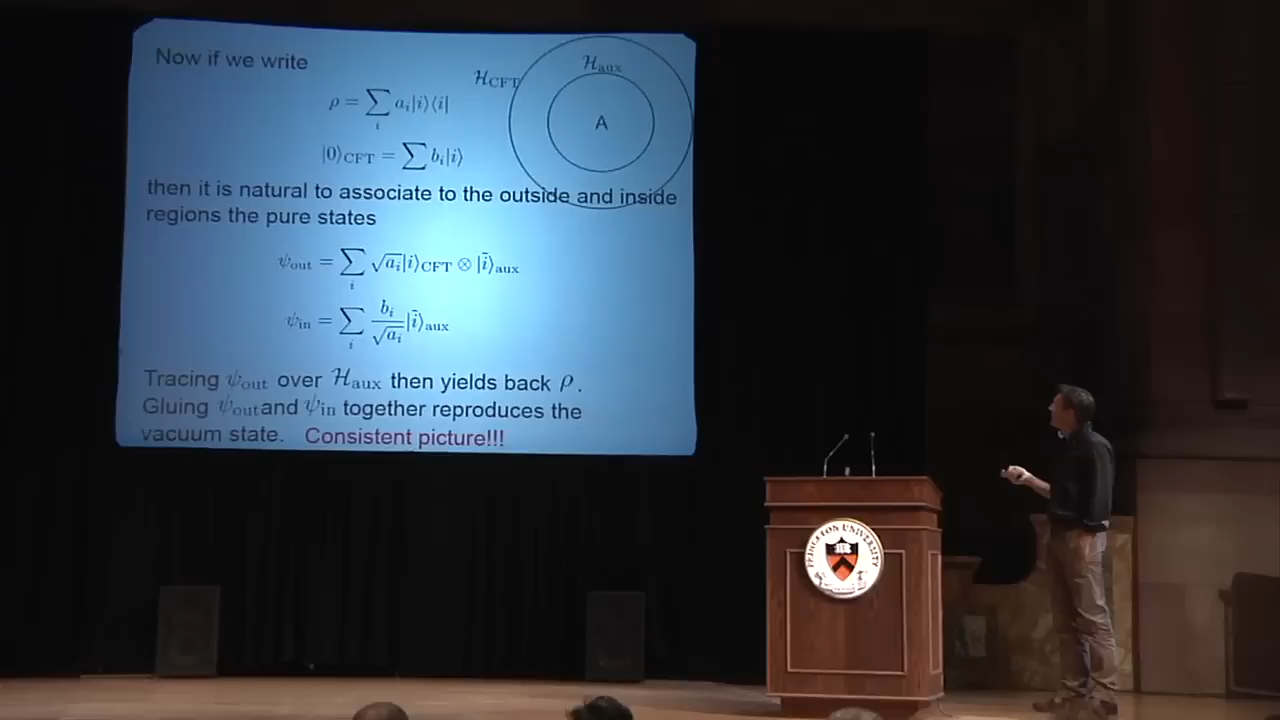 Now if we write
ρ = ∑_i a_i|i⟩⟨i|
|0⟩_CFT = ∑ b_i|i⟩
H_CFT
H_aux
A
then it is natural to associate to the outside and inside
regions the pure states
ψ_out = ∑_i √a_i|i⟩_CFT ⊗ |ĩ⟩_aux
ψ_in = ∑_i b_i/√a_i |ĩ⟩_aux
Tracing ψ_out over H_aux then yields back ρ.
Gluing ψ_out and ψ_in together reproduces the
vacuum state. Consistent picture!!!
PRINCETON UNIVERSITY